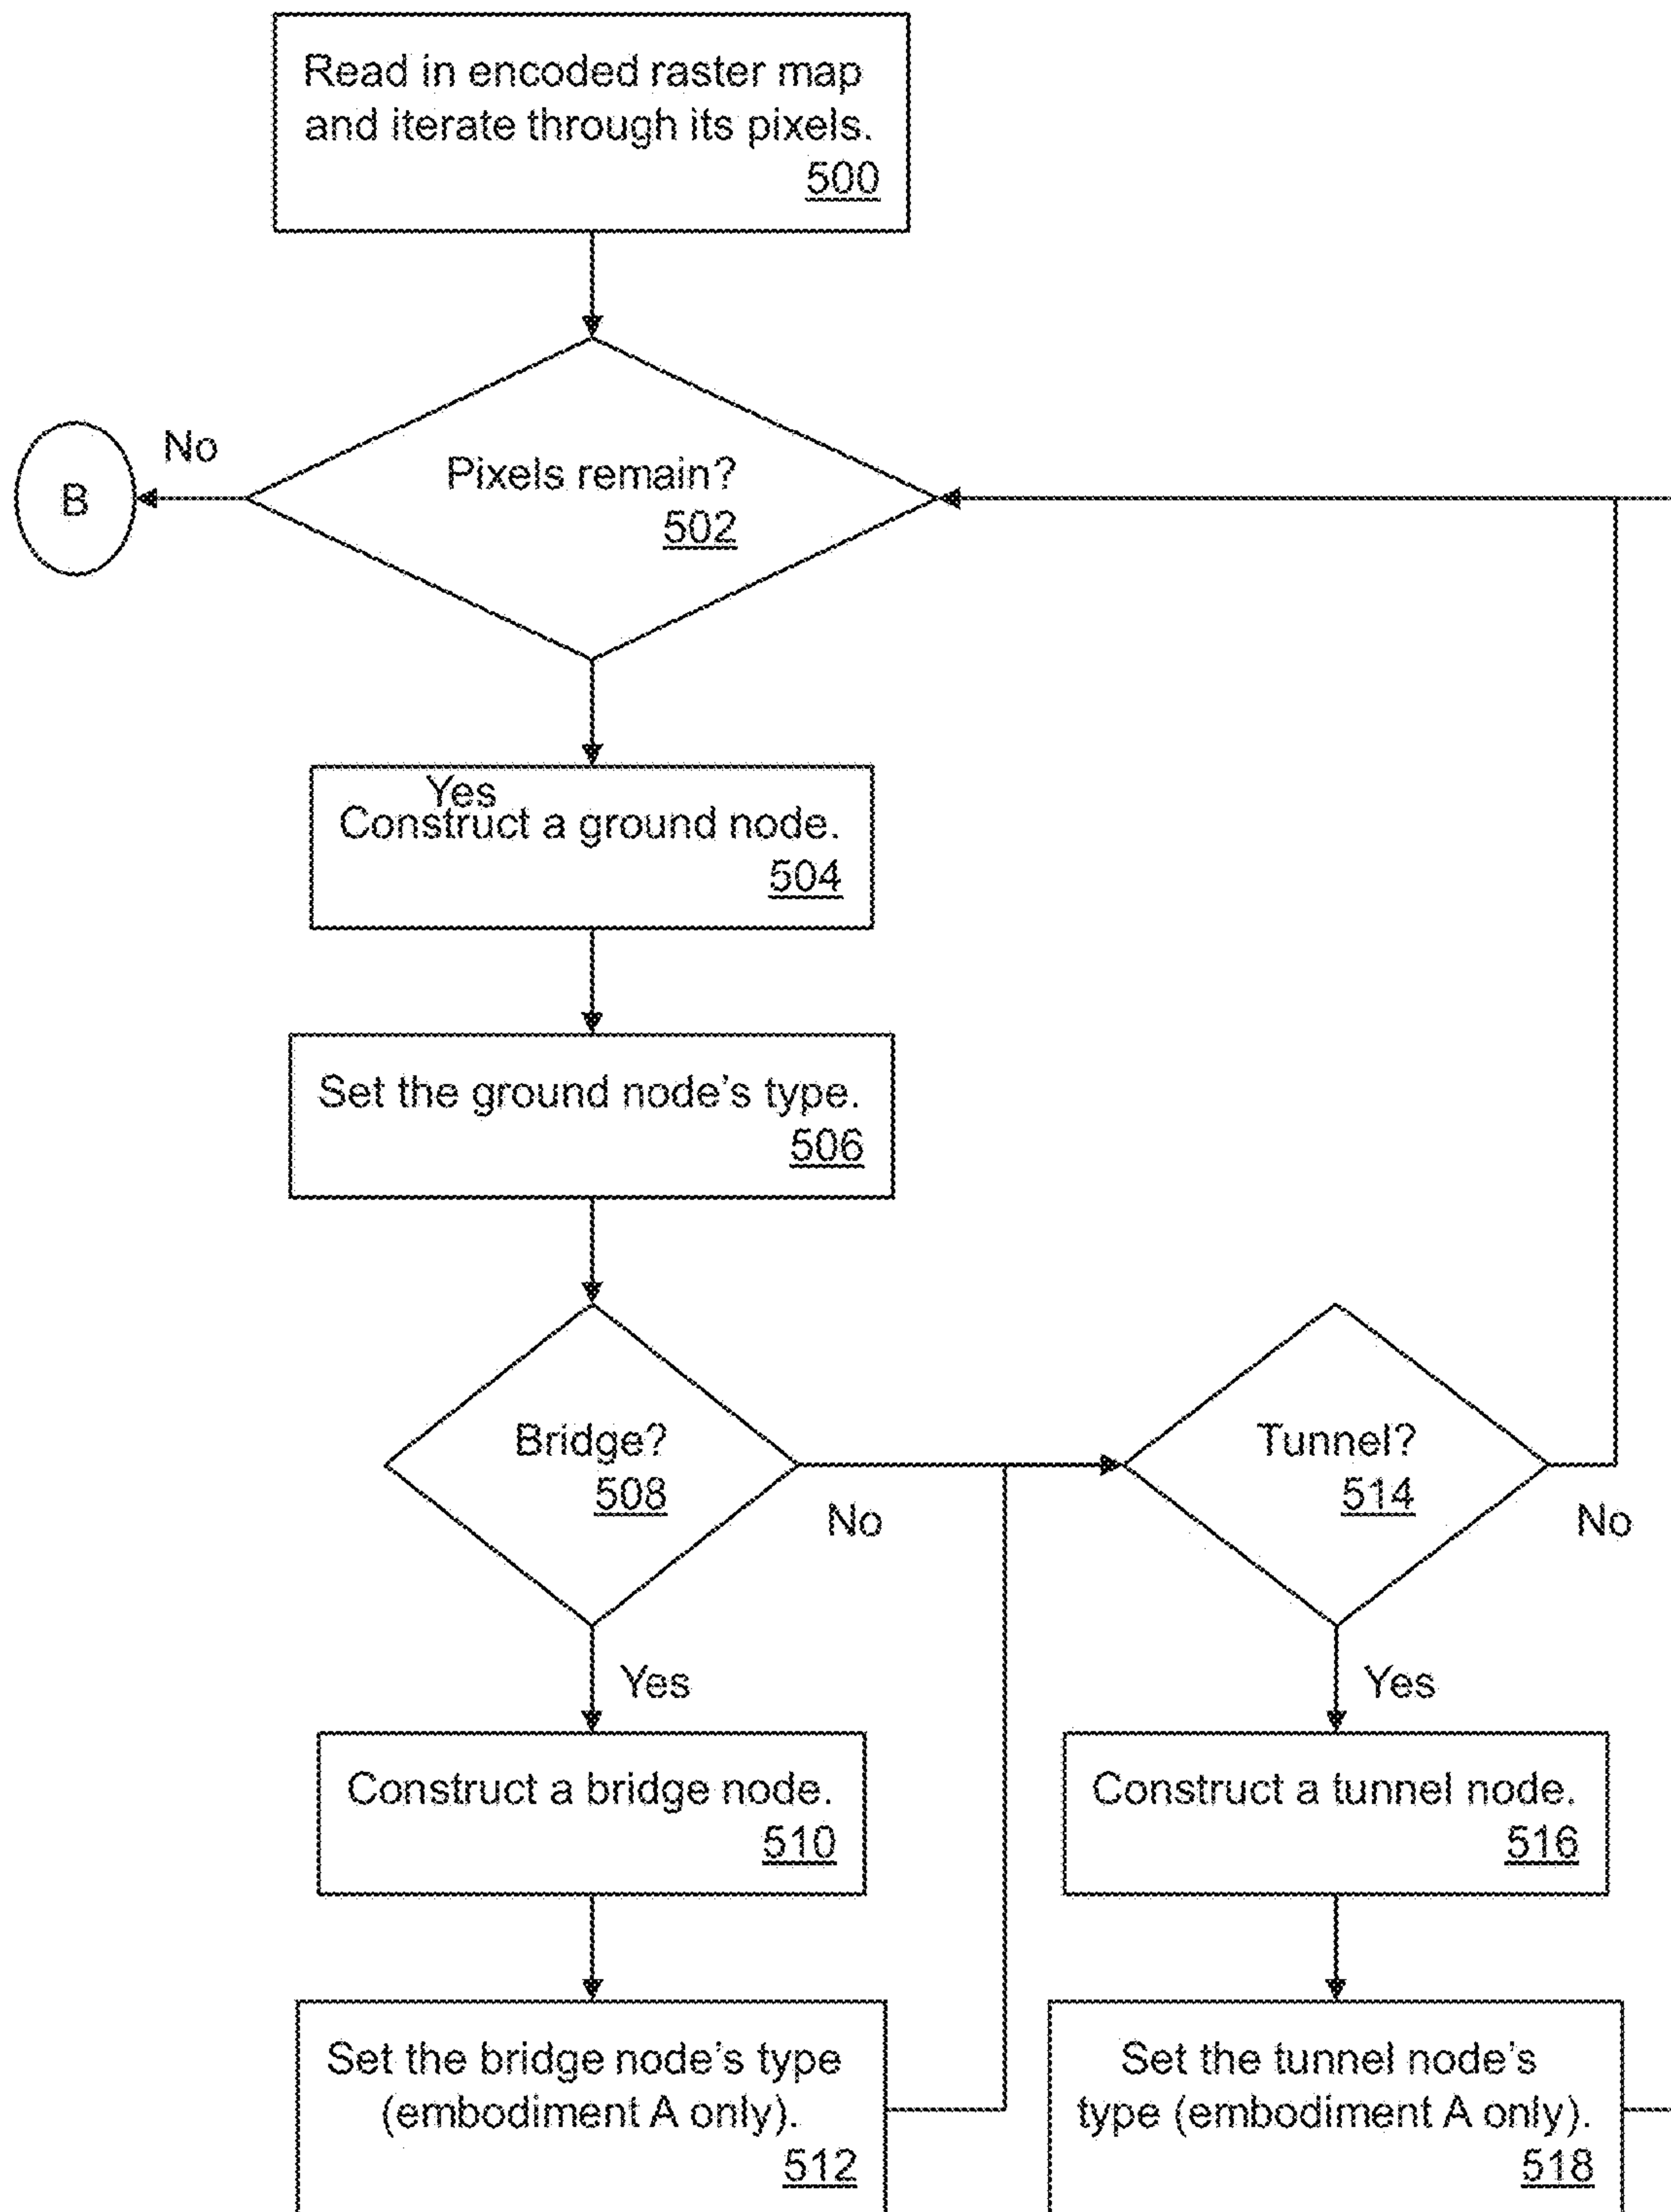 Read in encoded raster map
and iterate through its pixels.
500
No
B
Pixels remain?
502
Yes
Construct a ground node.
504
Set the ground node's type.
506
Bridge?
508
No
Tunnel?
514
No
Yes
Yes
Construct a bridge node.
510
Construct a tunnel node.
516
Set the bridge node's type
(embodiment A only).
512
Set the tunnel node's
type (embodiment A only).
518